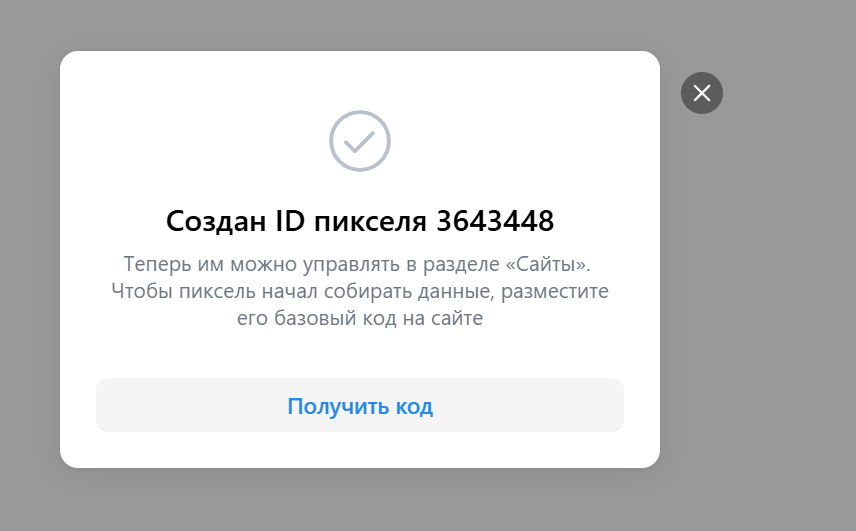 Создан ID пикселя 3643448
Теперь им можно управлять в разделе «Сайты».
Чтобы пиксель начал собирать данные, разместите
его базовый код на сайте
Получить код